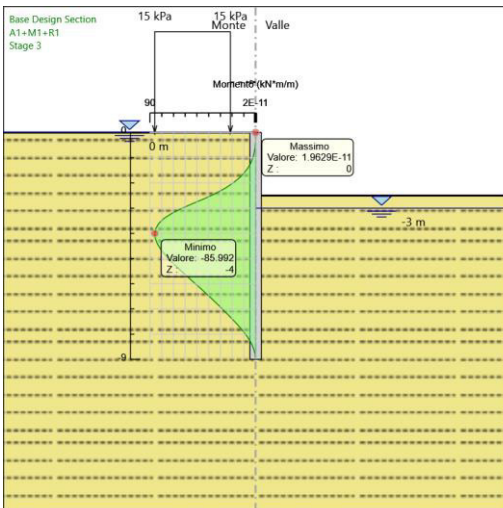 Base Design Section
A1+M1+R1
Stage 3
15 kPa
15 kPa
Monte
Valle
Momento (kN*m/m)
90
2E-11
0
0 m
Massimo
Valore: 1.9629E-11
Z : 0
-3 m
Minimo
Valore: -85.992
Z : -4
-9